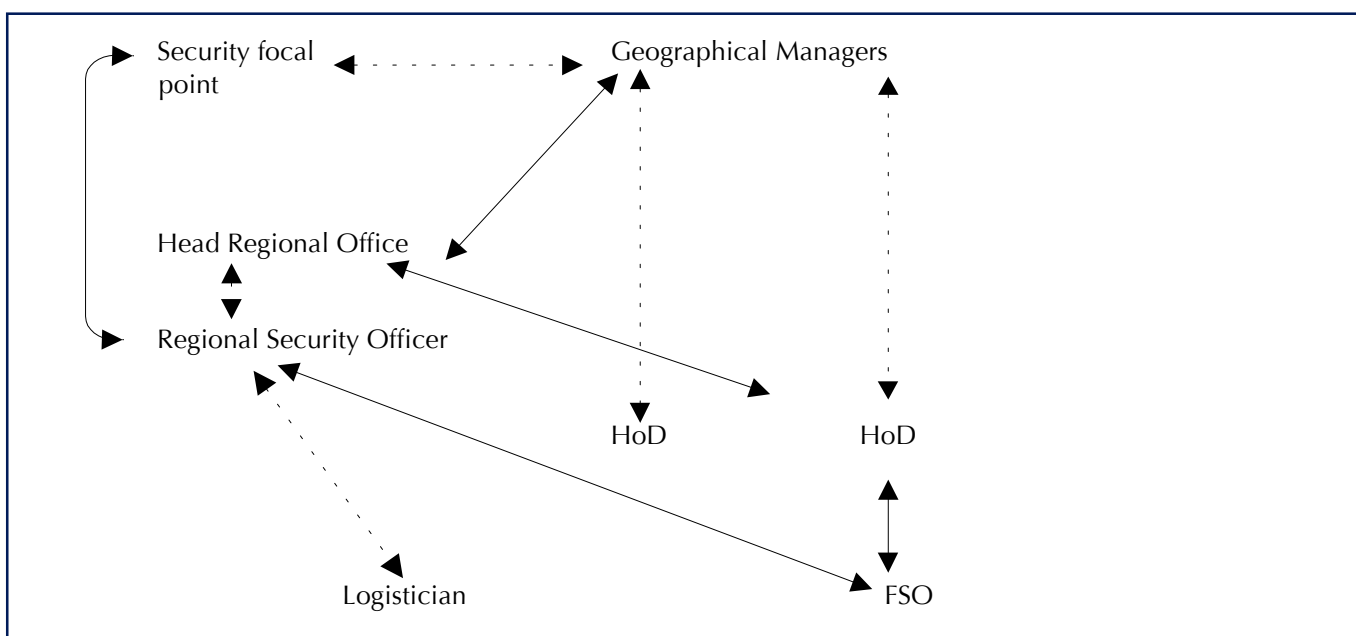 Security focal
point
Geographical Managers
Head Regional Office
Regional Security Officer
HoD
HoD
Logistician
FSO